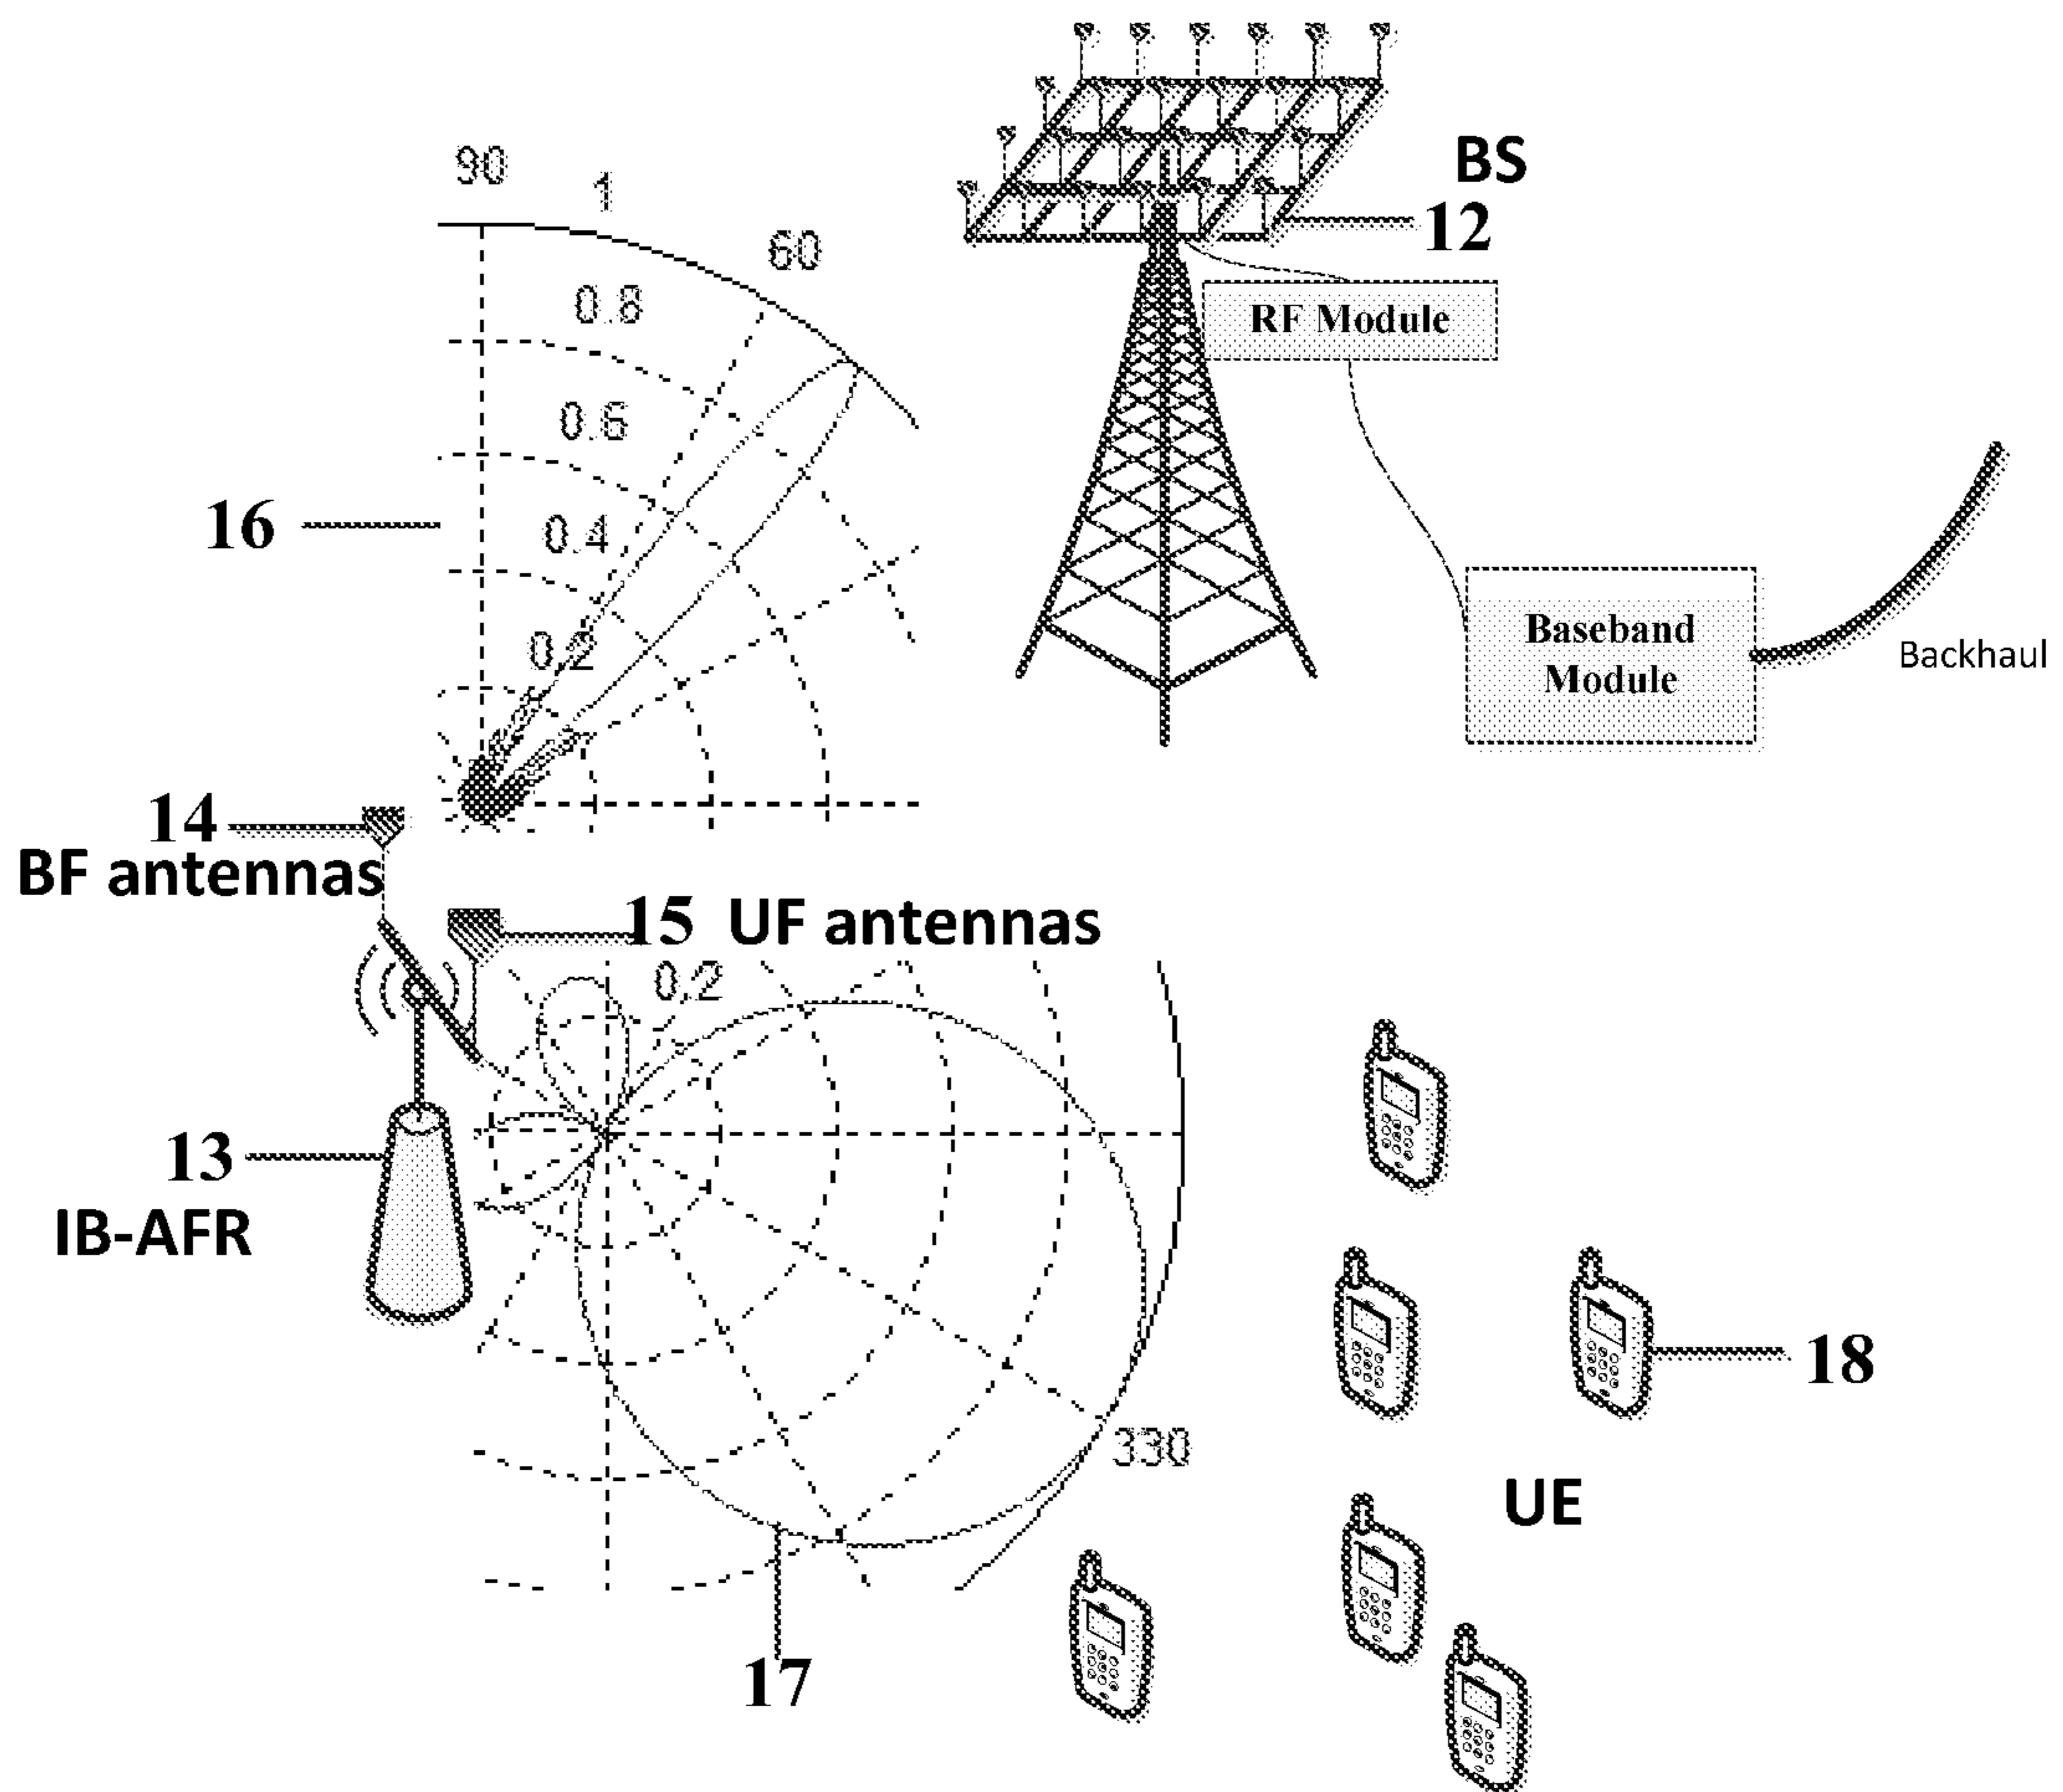 90
1
60
BS
12
0.8
RF Module
0.6
16
0.4
Baseband
Module
Backhaul
0.2
14
BF antennas
15 UF antennas
0.2
13
IB-AFR
18
330
UE
17